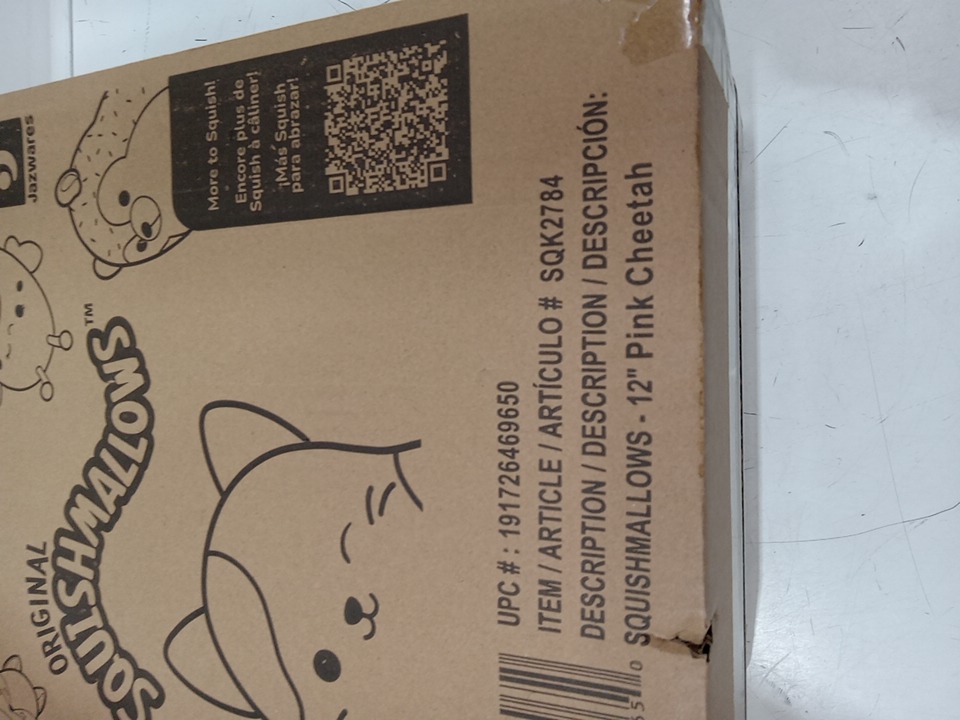 Jazwares
More to Squish!
Encore plus de
Squish à câliner!
¡Más Squish
para abrazar!
ORIGINAL
SQUISHMALLOWS™
UPC # : 191726469650
ITEM / ARTICLE / ARTÍCULO # SQK2784
DESCRIPTION / DESCRIPTION / DESCRIPCIÓN:
SQUISHMALLOWS - 12" Pink Cheetah
0